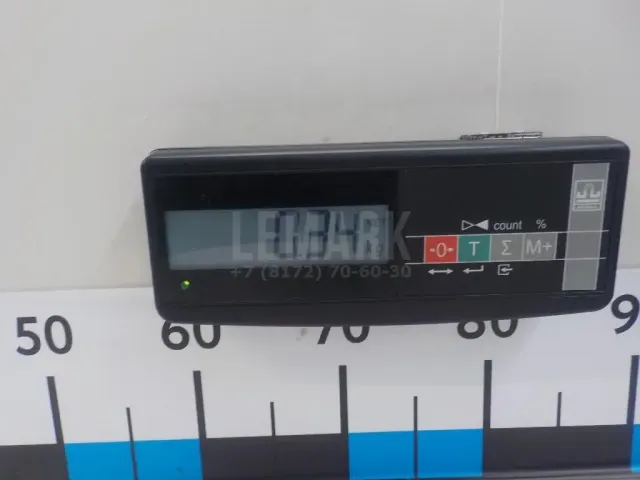 0.34
LEMARK
+7 (8172) 70-60-30
count %
·0· T Σ M+
50 60 70 80 9